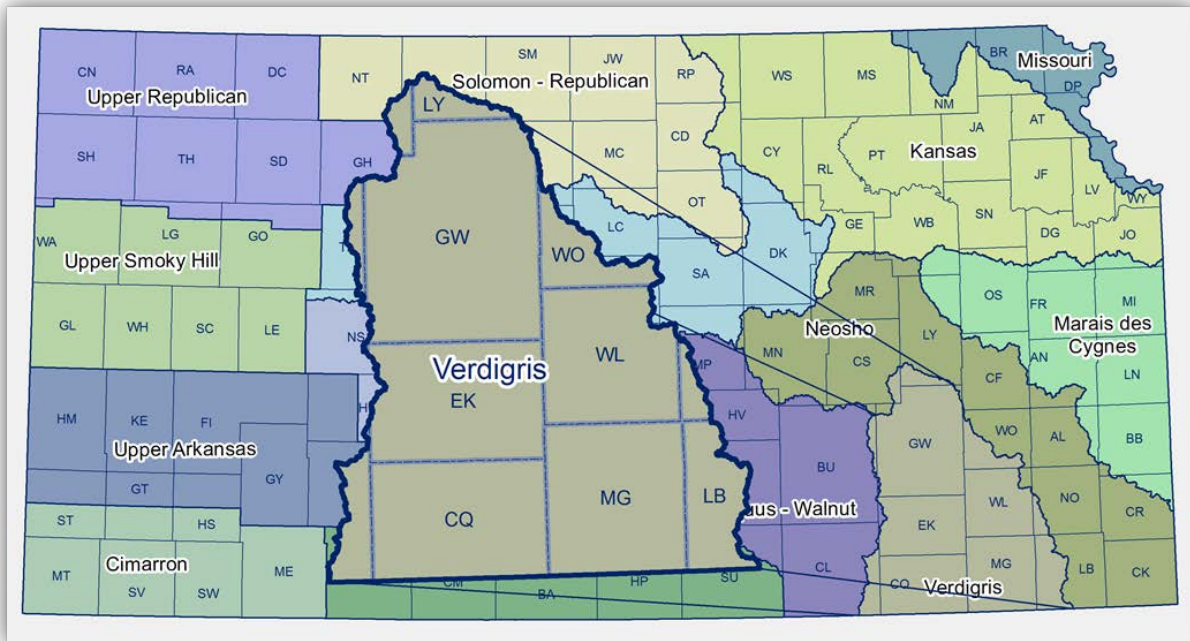 CN RA DC NT SM JW RP WS MS NM BR Missouri DP
Upper Republican Solomon - Republican
LY
SH TH SD GH MC CD CY RL PT JA AT Kansas JF LV WY
WA LG GO GW WO LC OT DK GE WB SN DG JO
Upper Smoky Hill SA
GL WH SC LE NS WL MR LY OS FR MI
Neosho Marais des
Cygnes
Verdigris MP MN CS AN LN
EK CF
HM KE FI HV GW WO AL BB
Upper Arkansas GY BU
GT MG LB WL NO
ST HS CQ uus - Walnut EK CR
Cimarron ME
MT SV SW CM BA HP SU CL CQ MG LB CK
Verdigris